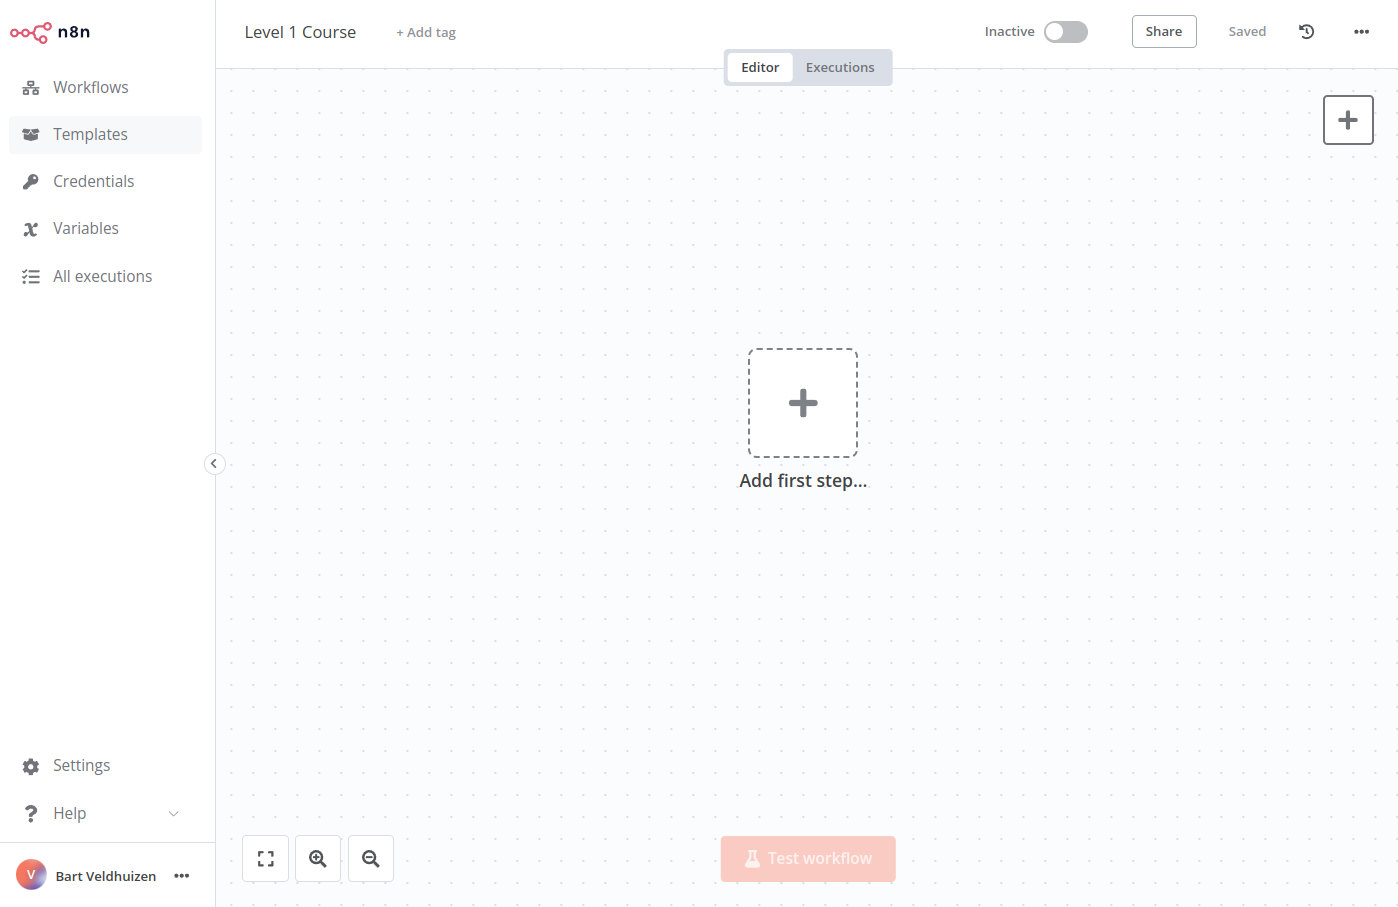 n8n
Workflows
Templates
Credentials
Variables
All executions
Settings
Help
V
Bart Veldhuizen
Level 1 Course
+ Add tag
Inactive
Share
Saved
Editor
Executions
Add first step...
Test workflow